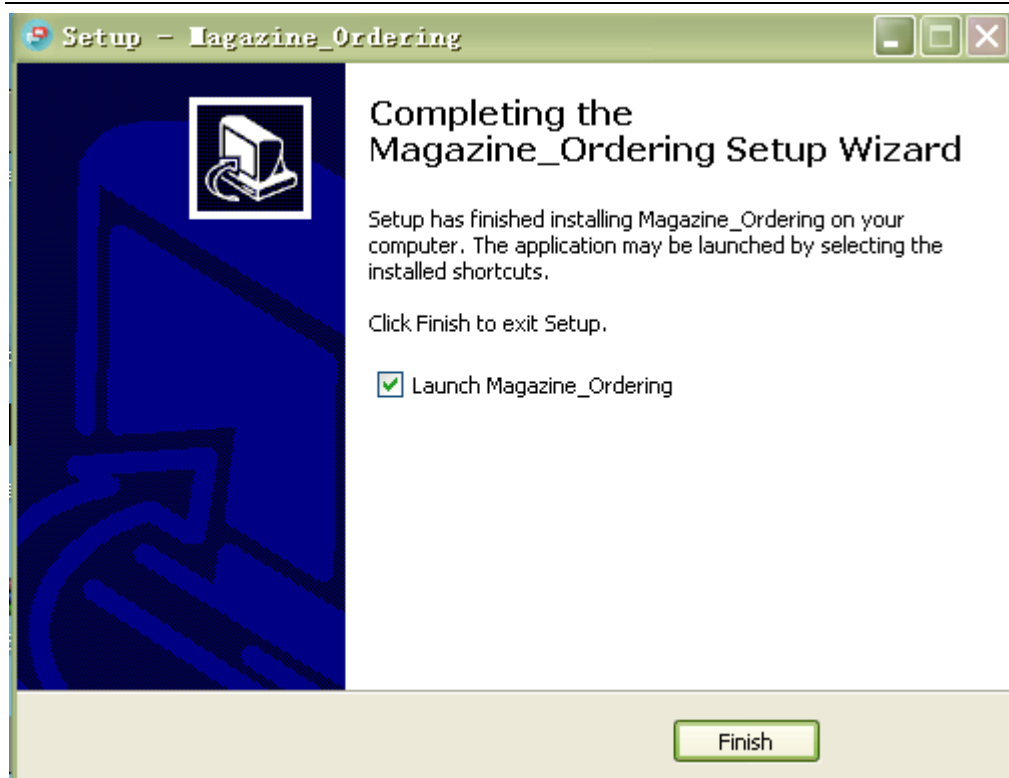 Setup - Magazine_Ordering
Completing the
Magazine_Ordering Setup Wizard
Setup has finished installing Magazine_Ordering on your
computer. The application may be launched by selecting the
installed shortcuts.
Click Finish to exit Setup.
Launch Magazine_Ordering
Finish